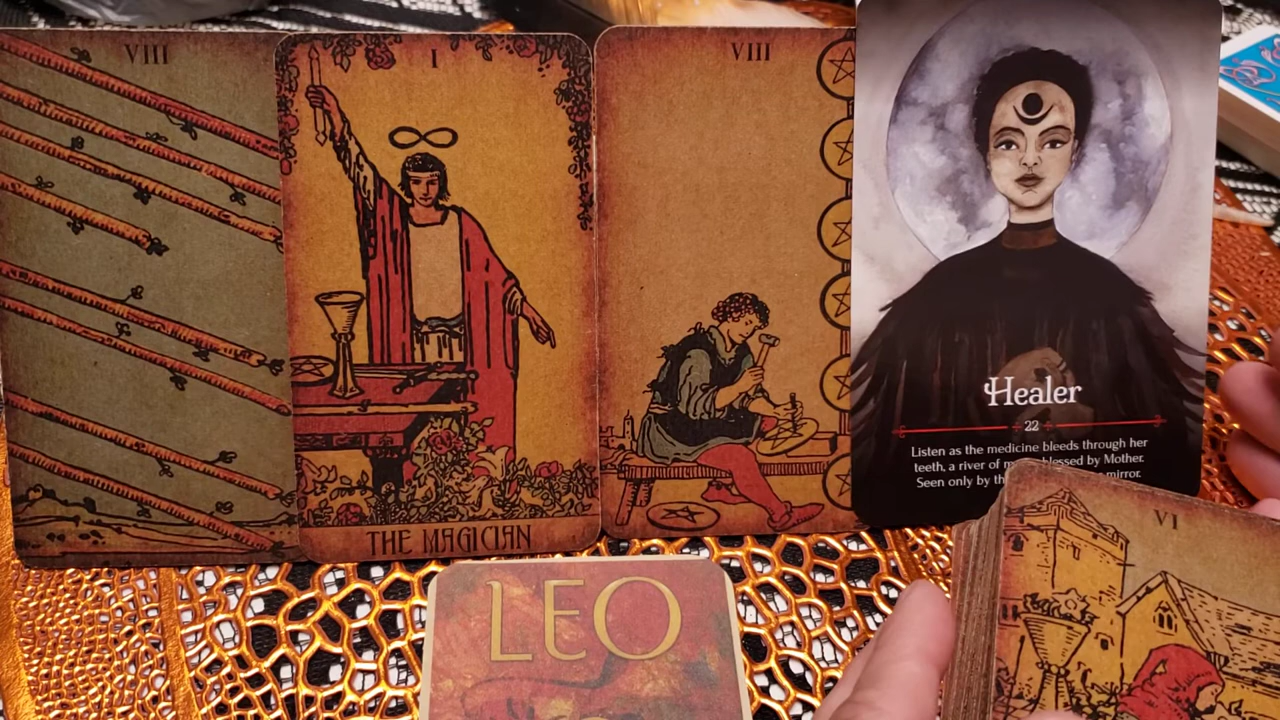 VIII
I
VIII
THE MAGICIAN
Healer
22
Listen as the medicine bleeds through her
teeth, a river of blessed by Mother.
Seen only by mirror.
VI
LEO